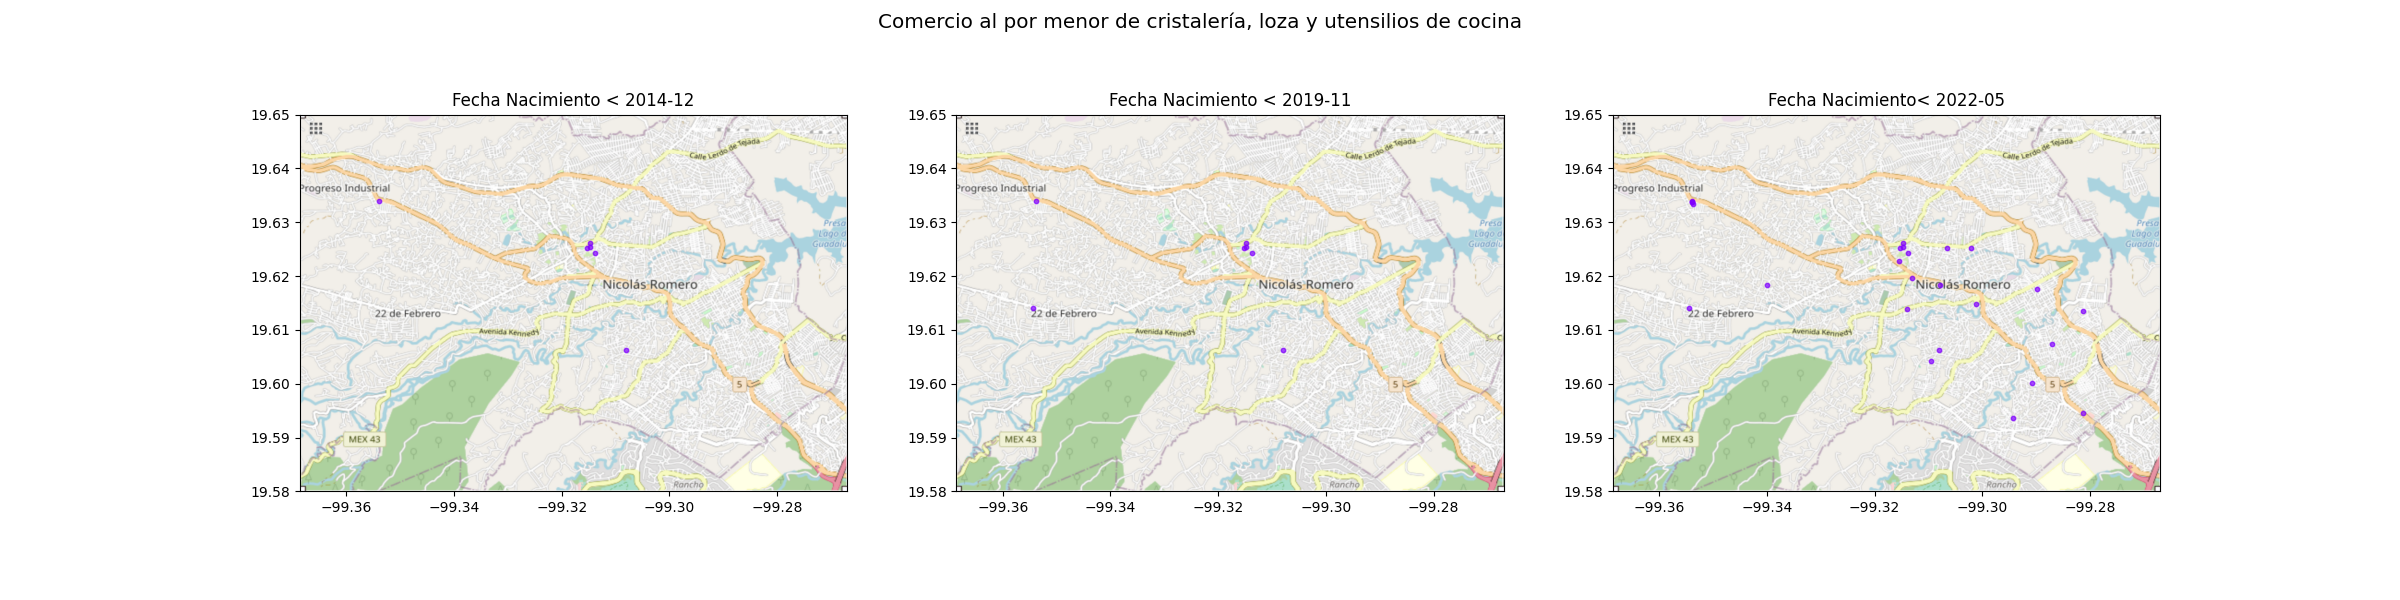 Comercio al por menor de cristalería, loza y utensilios de cocina
Fecha Nacimiento < 2014-12
19.65
19.64
19.63
19.62
19.61
19.60
19.59
19.58
−99.36
−99.34
−99.32
−99.30
−99.28
Calle Lerdo de Tejada
Progreso Industrial
Presa
Lago d
Guadalu
Nicolás Romero
22 de Febrero
Avenida Kennedy
5
MEX 43
Rancho
Fecha Nacimiento < 2019-11
19.65
19.64
19.63
19.62
19.61
19.60
19.59
19.58
−99.36
−99.34
−99.32
−99.30
−99.28
Calle Lerdo de Tejada
Progreso Industrial
Presa
Lago d
Guadalu
Nicolás Romero
22 de Febrero
Avenida Kennedy
5
MEX 43
Rancho
Fecha Nacimiento< 2022-05
19.65
19.64
19.63
19.62
19.61
19.60
19.59
19.58
−99.36
−99.34
−99.32
−99.30
−99.28
Calle Lerdo de Tejada
Progreso Industrial
Presa
Lago d
Guadalu
Nicolás Romero
22 de Febrero
Avenida Kennedy
5
MEX 43
Rancho